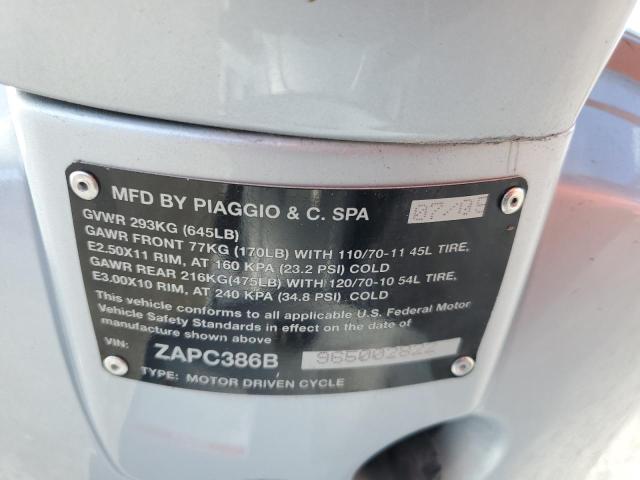 MFD BY PIAGGIO & C. SPA 07/05
GVWR 293KG (645LB)
GAWR FRONT 77KG (170LB) WITH 110/70-11 45L TIRE,
E2.50X11 RIM, AT 160 KPA (23.2 PSI) COLD
GAWR REAR 216KG(475LB) WITH 120/70-10 54L TIRE,
E3.00X10 RIM, AT 240 KPA (34.8 PSI) COLD
This vehicle conforms to all applicable U.S. Federal Motor
Vehicle Safety Standards in effect on the date of
manufacture shown above
VIN: ZAPC386B 965002822
TYPE: MOTOR DRIVEN CYCLE